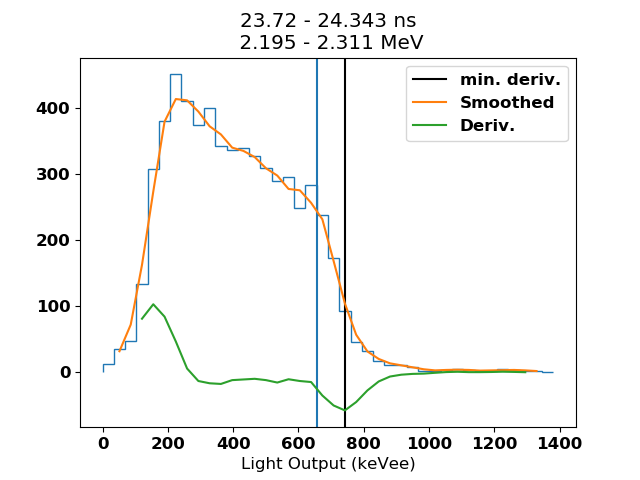 23.72 - 24.343 ns
2.195 - 2.311 MeV
min. deriv.
Smoothed
Deriv.
400
300
200
100
0
0 200 400 600 800 1000 1200 1400
Light Output (keVee)